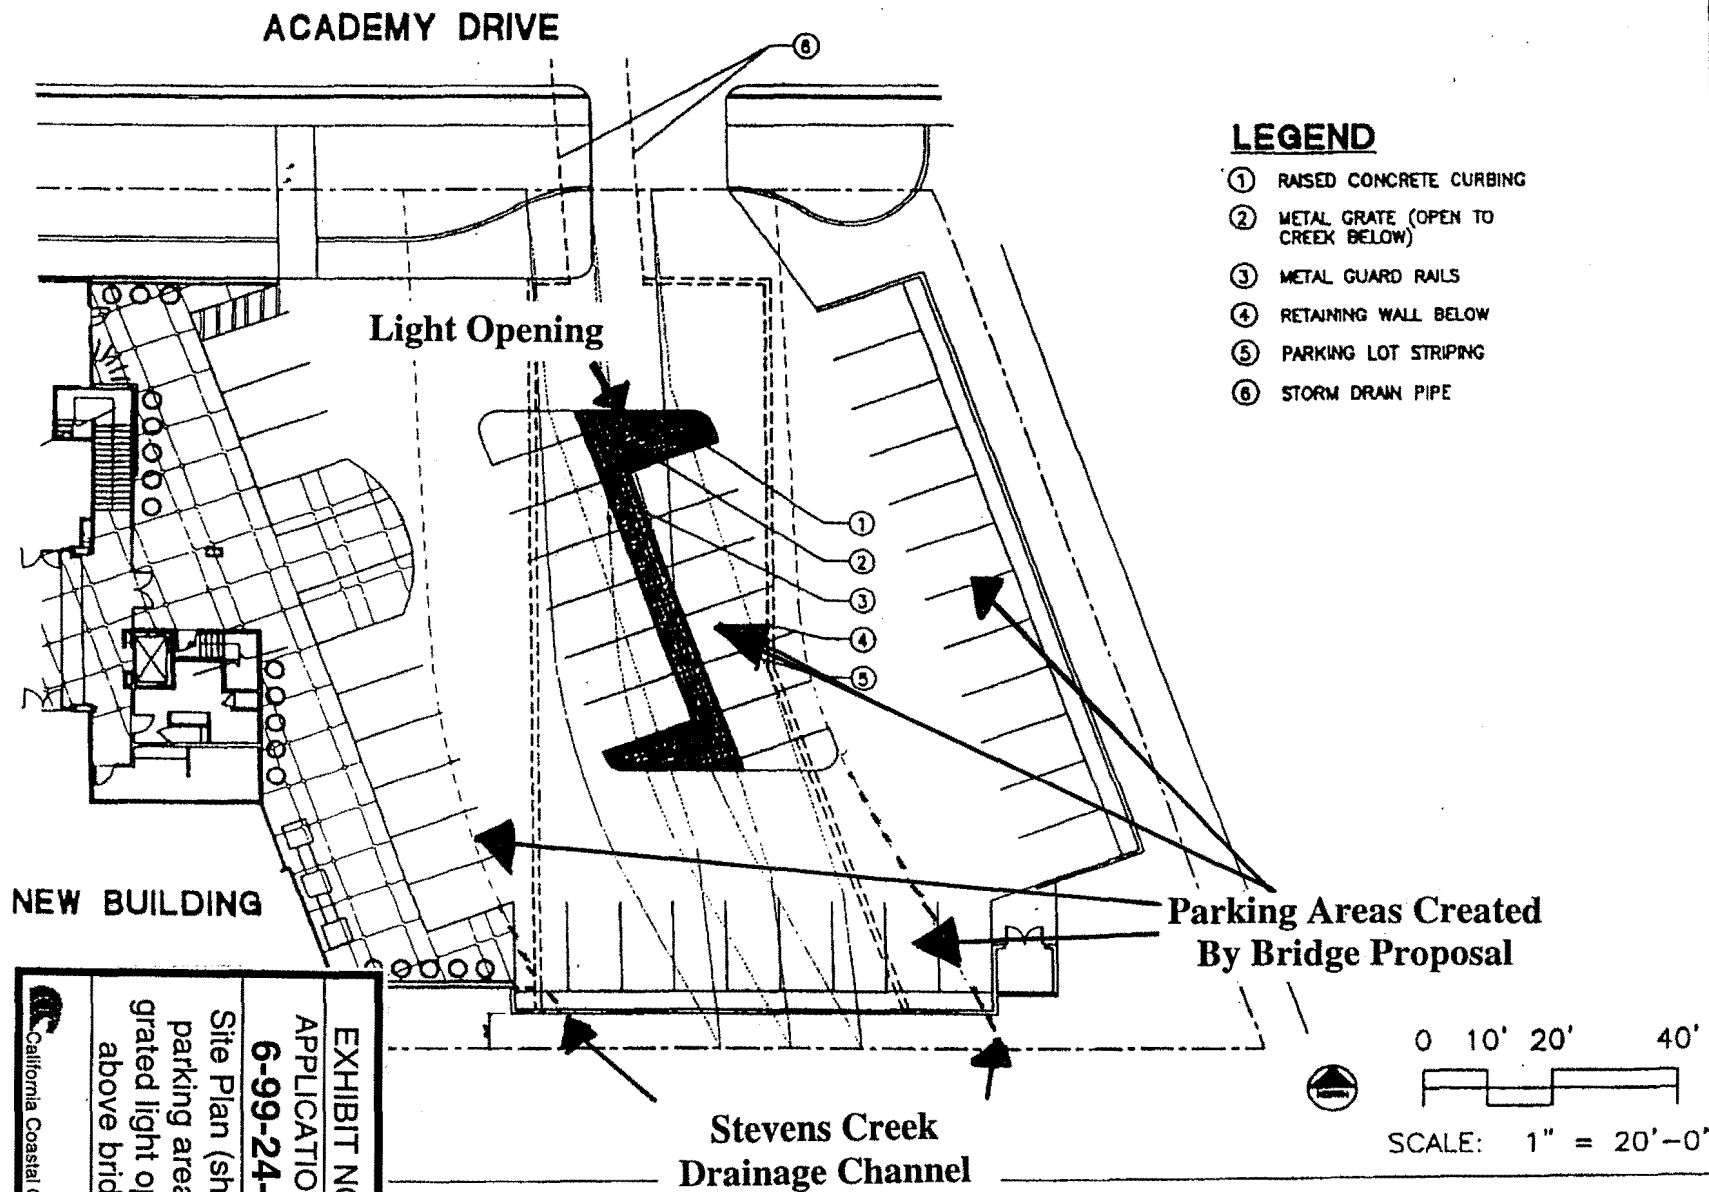 ACADEMY DRIVE
6
LEGEND
1 RAISED CONCRETE CURBING
2 METAL GRATE (OPEN TO
CREEK BELOW)
3 METAL GUARD RAILS
4 RETAINING WALL BELOW
5 PARKING LOT STRIPING
6 STORM DRAIN PIPE
Light Opening
1
2
3
4
5
NEW BUILDING
Parking Areas Created
By Bridge Proposal
Stevens Creek
Drainage Channel
0 10' 20' 40'
NORTH
SCALE: 1" = 20'-0"
EXHIBIT NO
APPLICATIO
6-99-24-
Site Plan (sh
parking area
grated light op
above brid
California Coastal C